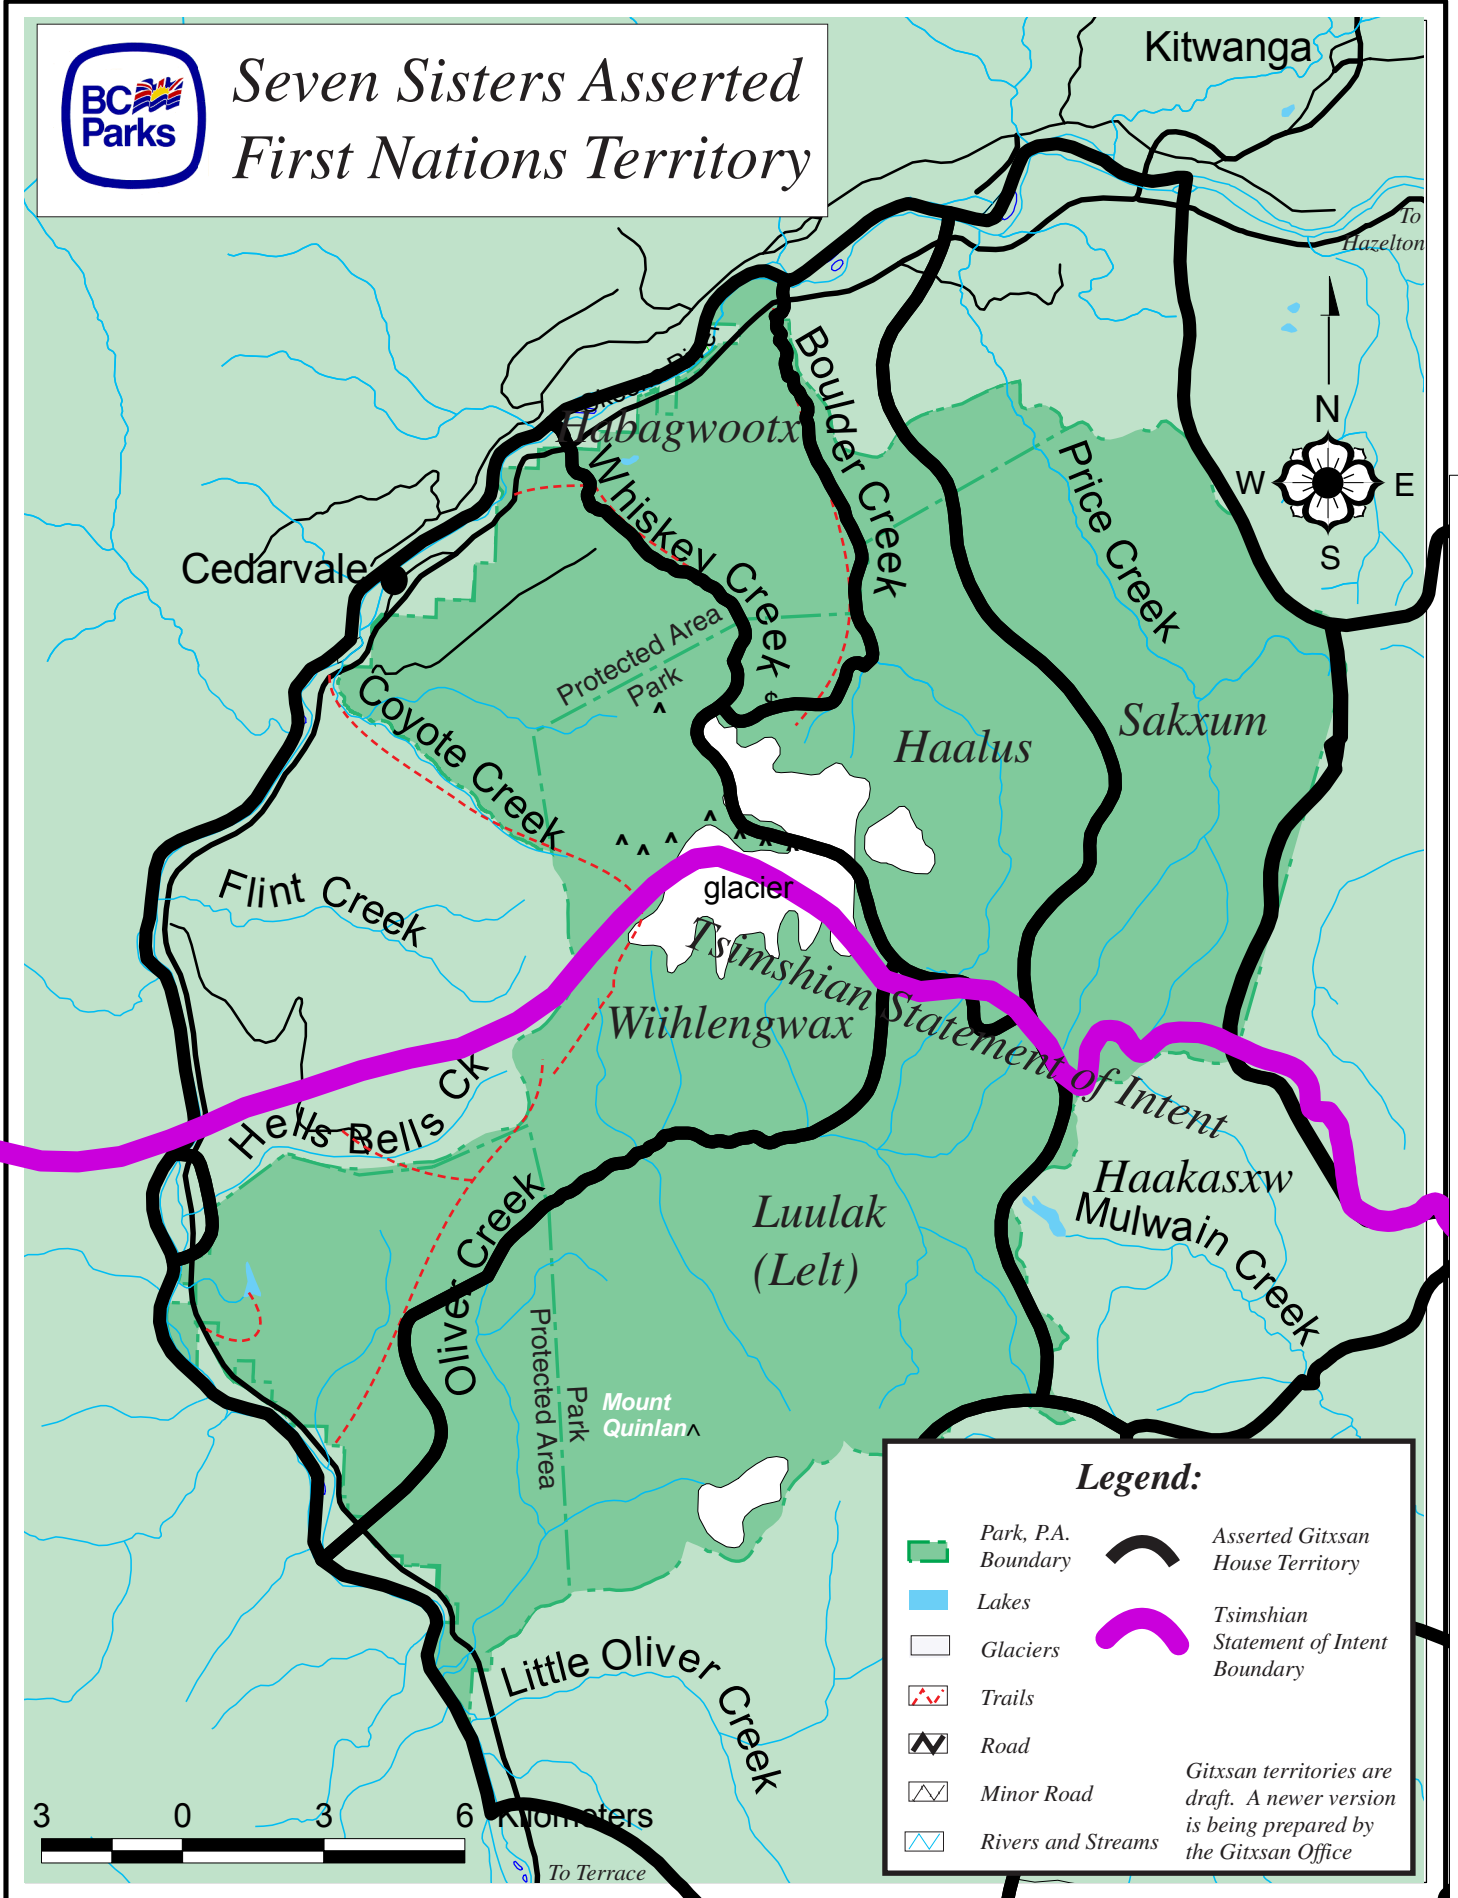 BC
Parks
Seven Sisters Asserted
First Nations Territory
Kitwanga
To
Hazelton
N
W
E
S
Skeena River
Habagwootx
Boulder Creek
Price Creek
Whiskey Creek
Cedarvale
Protected Area
Park
Coyote Creek
Haalus
Sakxum
Flint Creek
glacier
Tsimshian Statement of Intent
Wiihlengwax
Hells Bells Ck
Haakasxw
Mulwain Creek
Oliver Creek
Luulak
(Lelt)
Protected Area
Park
Mount
Quinlan
Little Oliver Creek
3 0 3 6 Kilometers
To Terrace
Legend:
Park, P.A.
Boundary
Lakes
Glaciers
Trails
Road
Minor Road
Rivers and Streams
Asserted Gitxsan
House Territory
Tsimshian
Statement of Intent
Boundary
Gitxsan territories are
draft. A newer version
is being prepared by
the Gitxsan Office